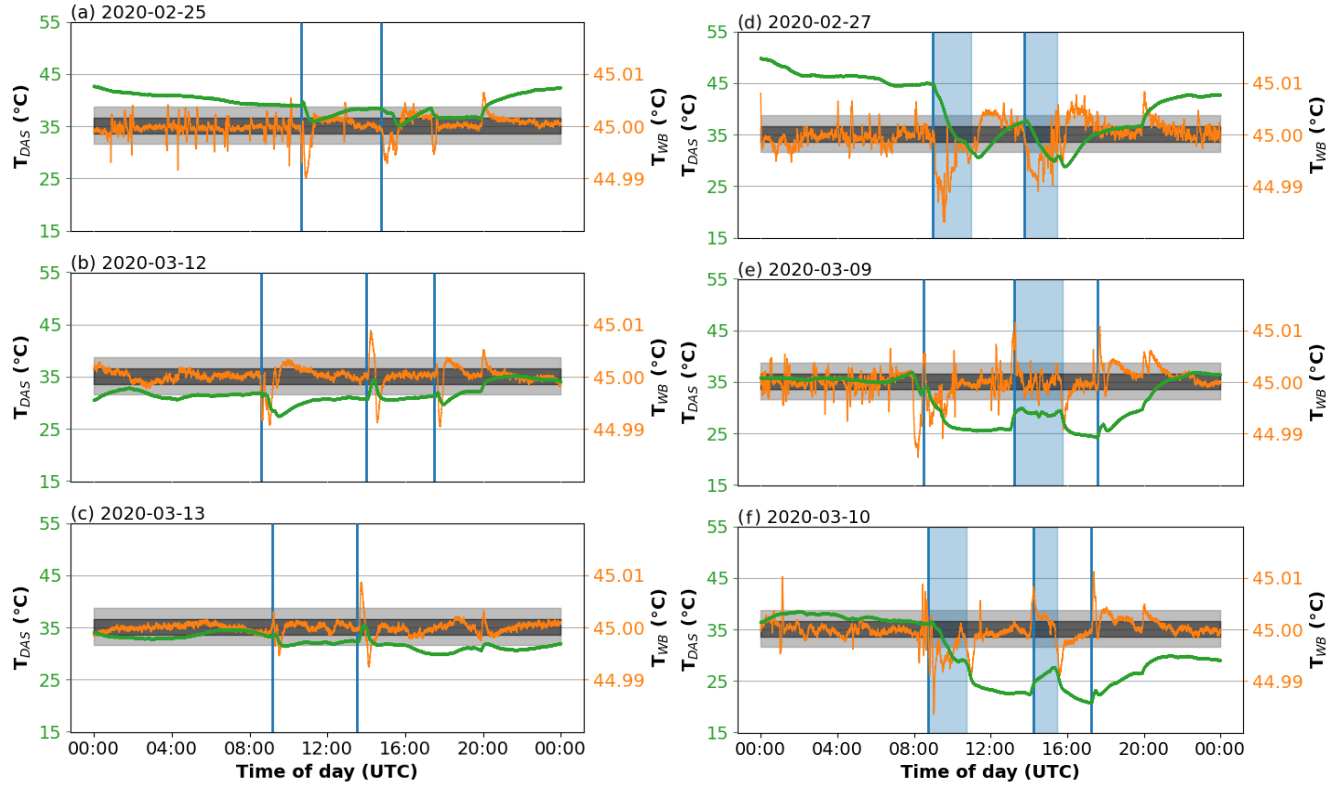 (a) 2020-02-25
55
45
35
25
15
T_DAS (°C)
45.01
45.00
44.99
T_WB (°C)
(b) 2020-03-12
55
45
35
25
15
T_DAS (°C)
45.01
45.00
44.99
T_WB (°C)
(c) 2020-03-13
55
45
35
25
15
T_DAS (°C)
45.01
45.00
44.99
T_WB (°C)
00:00 04:00 08:00 12:00 16:00 20:00 00:00
Time of day (UTC)
(d) 2020-02-27
55
45
35
25
15
T_DAS (°C)
45.01
45.00
44.99
T_WB (°C)
(e) 2020-03-09
55
45
35
25
15
T_DAS (°C)
45.01
45.00
44.99
T_WB (°C)
(f) 2020-03-10
55
45
35
25
15
T_DAS (°C)
45.01
45.00
44.99
T_WB (°C)
00:00 04:00 08:00 12:00 16:00 20:00 00:00
Time of day (UTC)